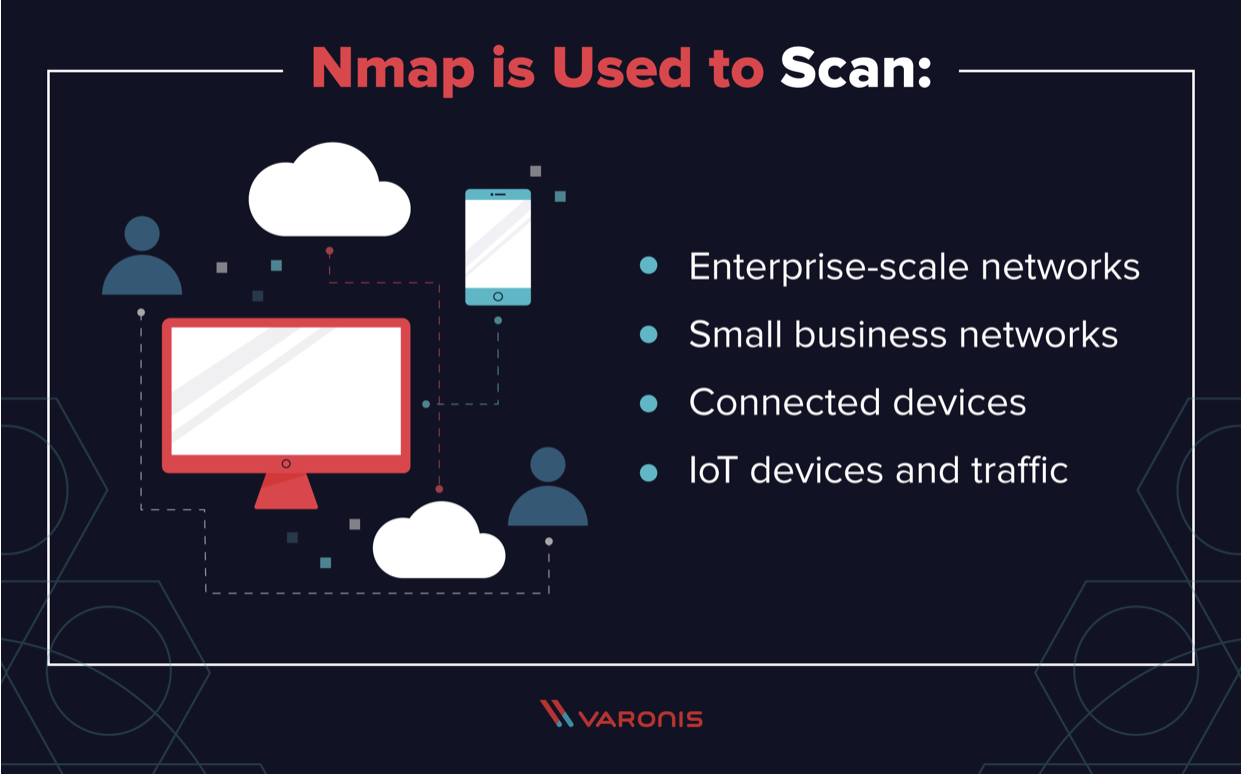 Nmap is Used to Scan:
Enterprise-scale networks
Small business networks
Connected devices
IoT devices and traffic
VARONIS